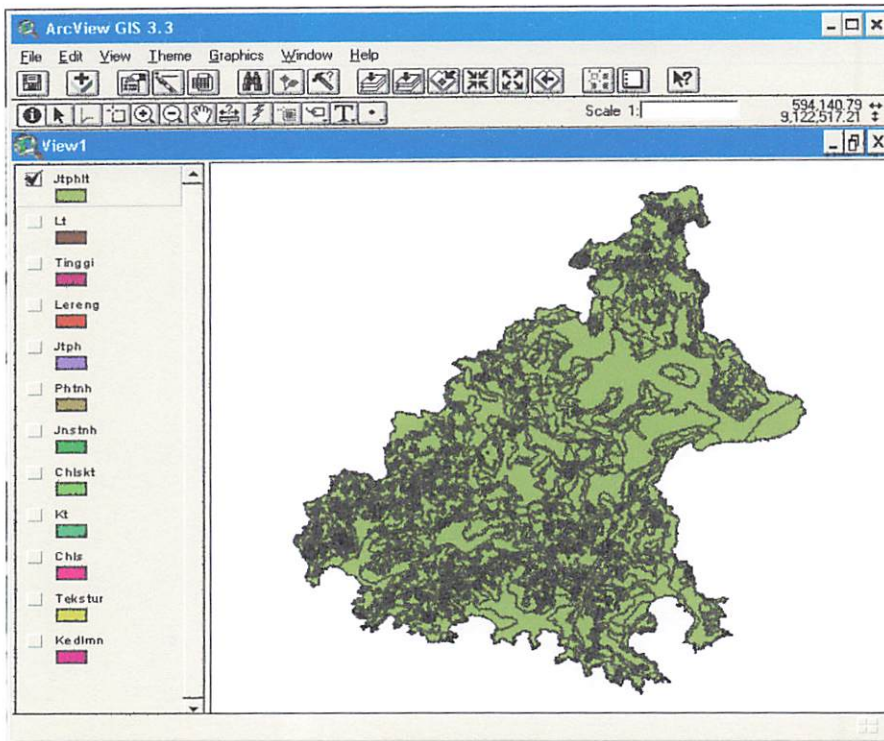 ArcView GIS 3.3
File Edit View Theme Graphics Window Help
Scale 1: 594,140.79
9,122,517.21
View1
Jtphlt
Lt
Tinggi
Lereng
Jtph
Phtnh
Jnstnh
Chlskt
Kt
Chls
Tekstur
Kedlmn